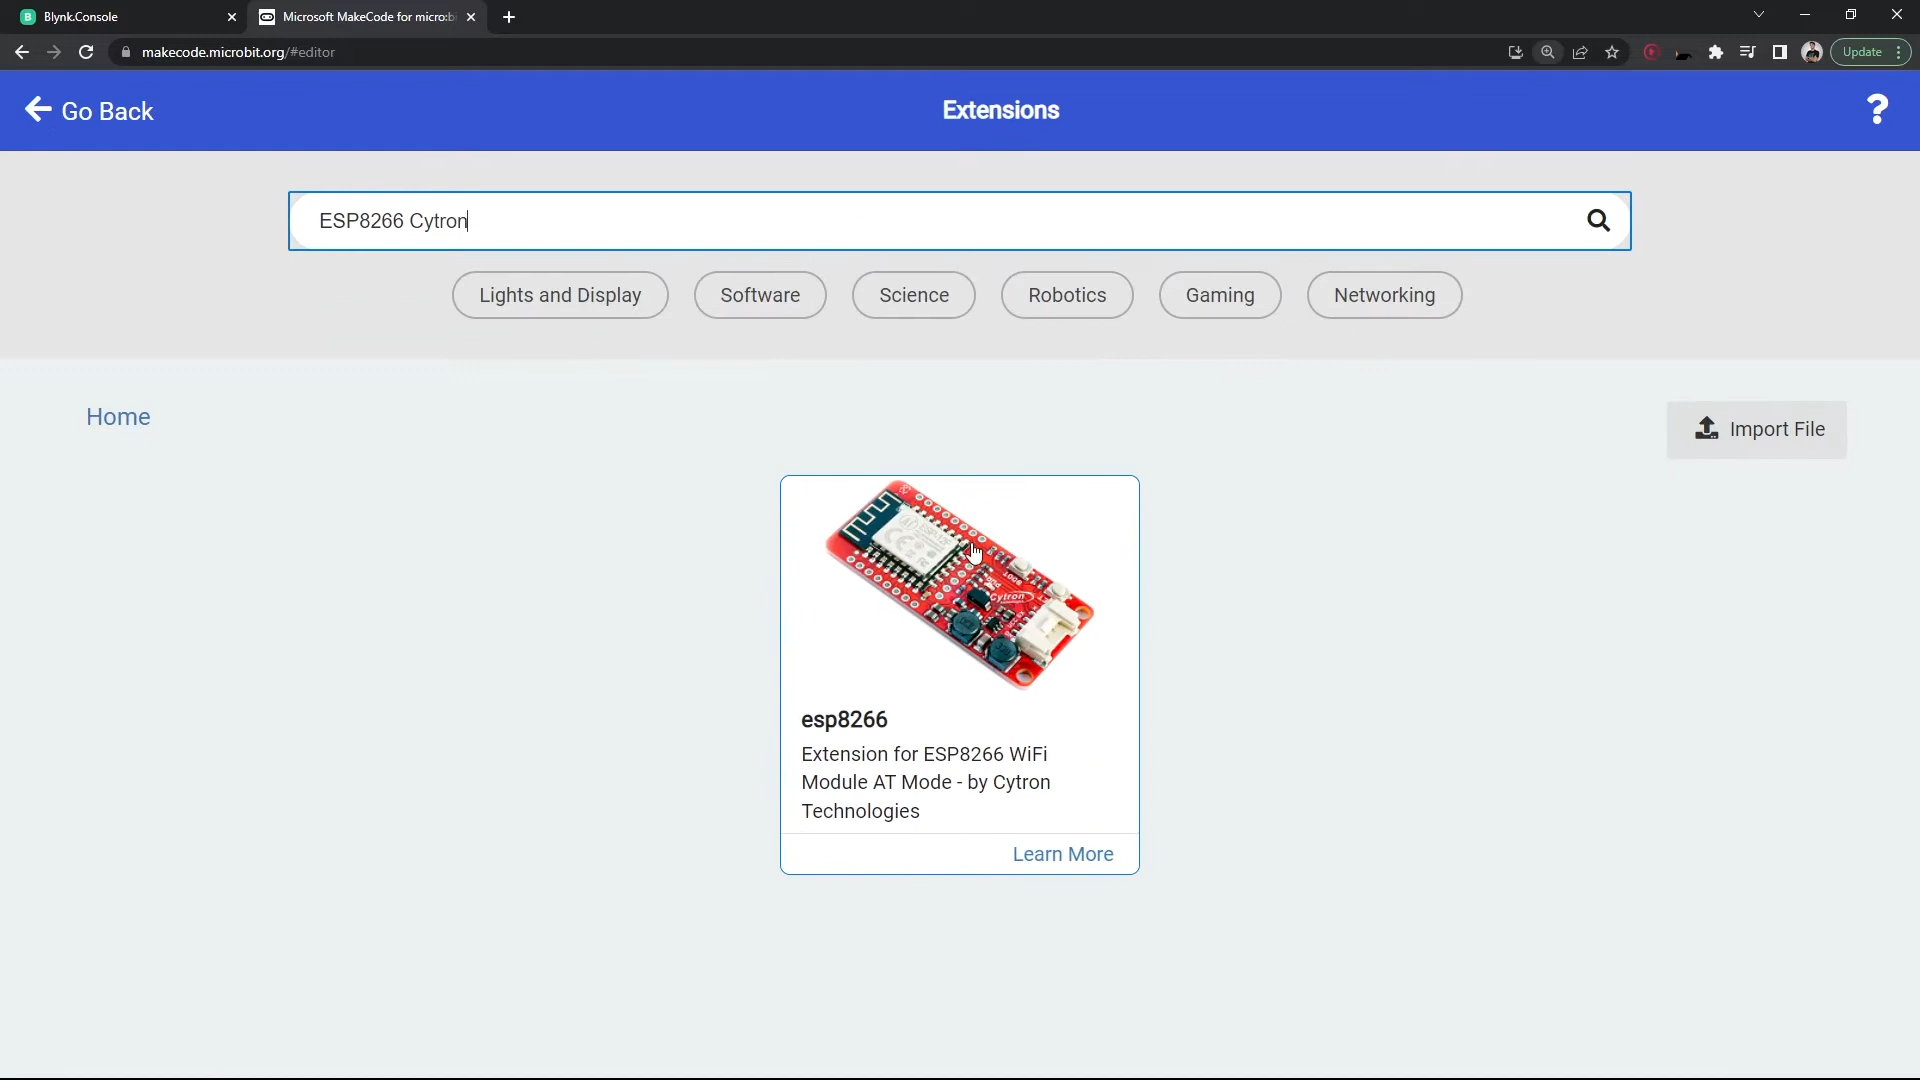 Blynk.Console
Microsoft MakeCode for micro:bi
makecode.microbit.org/#editor
Update
Go Back
Extensions
?
ESP8266 Cytron
Lights and Display
Software
Science
Robotics
Gaming
Networking
Home
Import File
Cytron
esp8266
Extension for ESP8266 WiFi
Module AT Mode - by Cytron
Technologies
Learn More